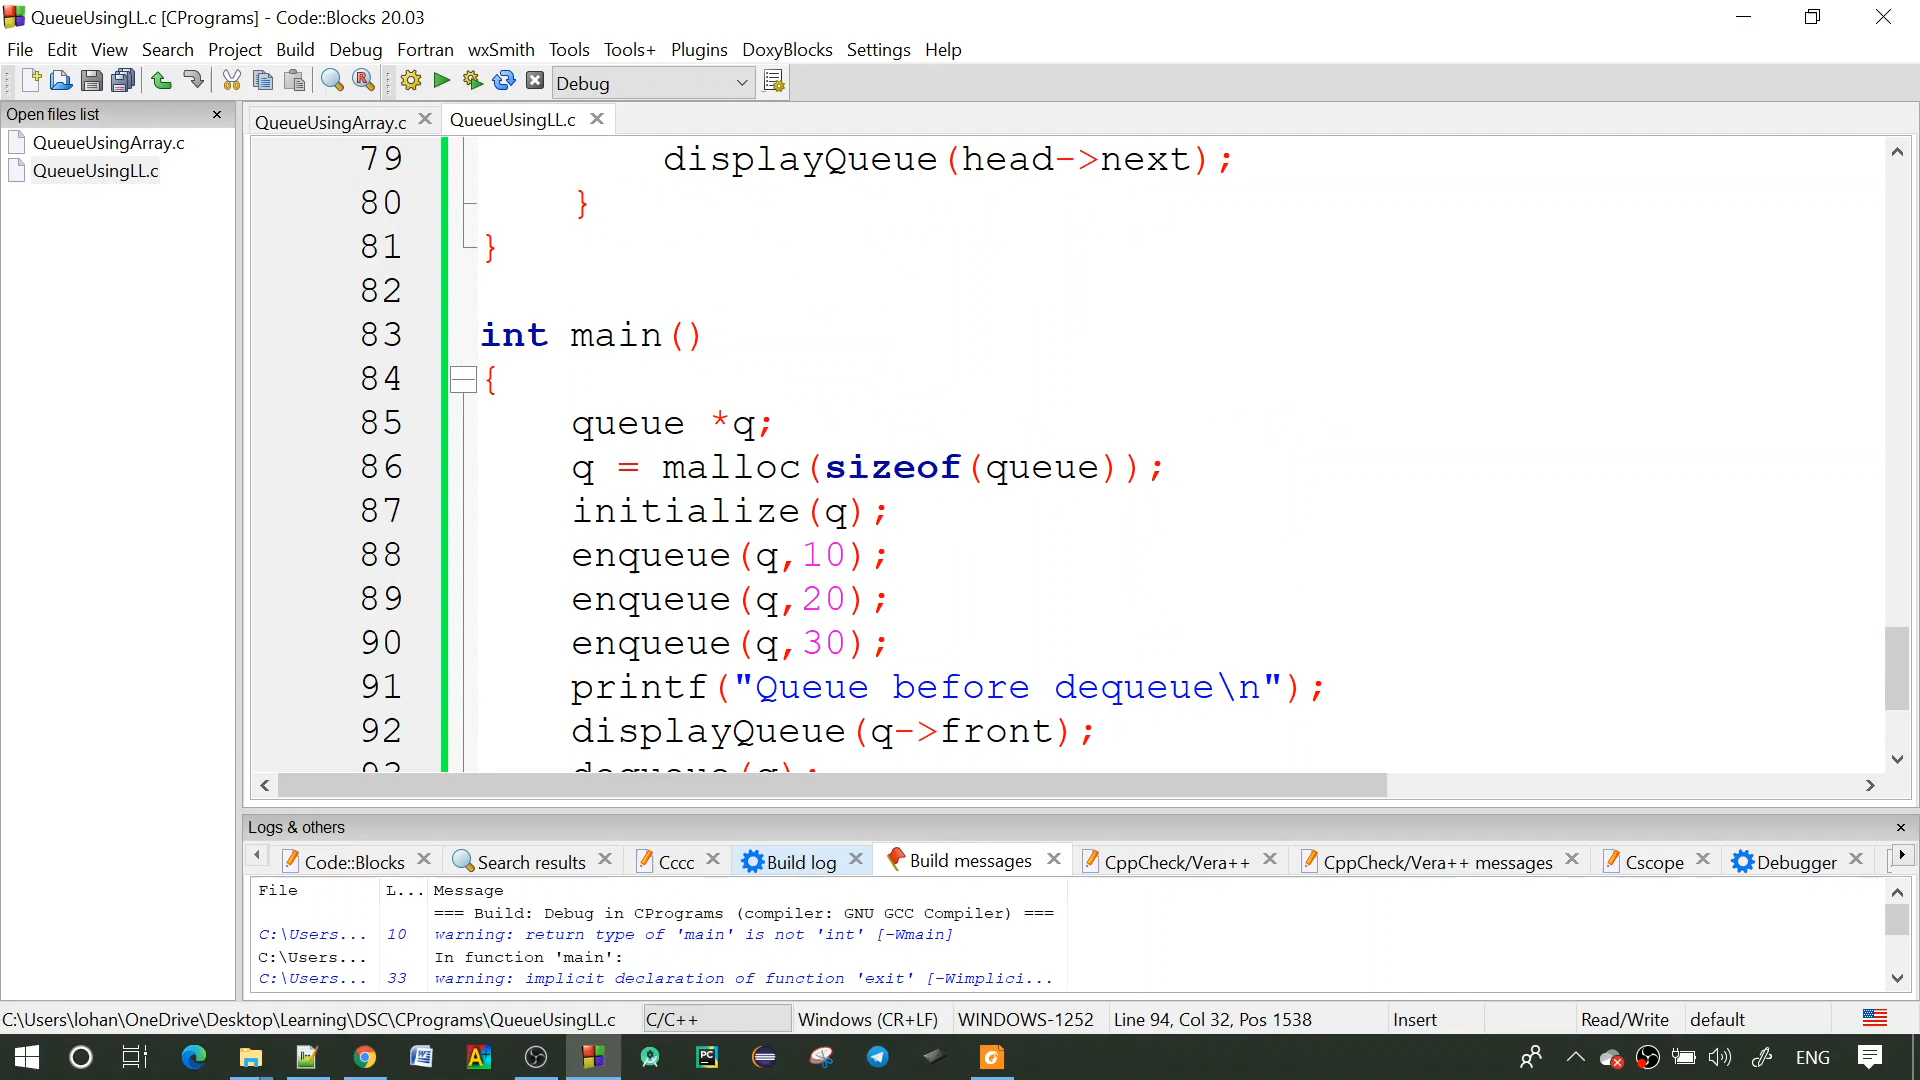 QueueUsingLL.c [CPrograms] - Code::Blocks 20.03
File Edit View Search Project Build Debug Fortran wxSmith Tools Tools+ Plugins DoxyBlocks Settings Help
Debug
Open files list
QueueUsingArray.c
QueueUsingLL.c
QueueUsingArray.c QueueUsingLL.c
79 displayQueue(head->next);
80 }
81 }
82
83 int main()
84 {
85 queue *q;
86 q = malloc(sizeof(queue));
87 initialize(q);
88 enqueue(q,10);
89 enqueue(q,20);
90 enqueue(q,30);
91 printf("Queue before dequeue\n");
92 displayQueue(q->front);
93 dequeue(q);
Logs & others
Code::Blocks Search results Cccc Build log Build messages CppCheck/Vera++ CppCheck/Vera++ messages Cscope Debugger
File L... Message
=== Build: Debug in CPrograms (compiler: GNU GCC Compiler) ===
C:\Users... 10 warning: return type of 'main' is not 'int' [-Wmain]
C:\Users... In function 'main':
C:\Users... 33 warning: implicit declaration of function 'exit' [-Wimplici...
C:\Users\lohan\OneDrive\Desktop\Learning\DSC\CPrograms\QueueUsingLL.c C/C++ Windows (CR+LF) WINDOWS-1252 Line 94, Col 32, Pos 1538 Insert Read/Write default
ENG